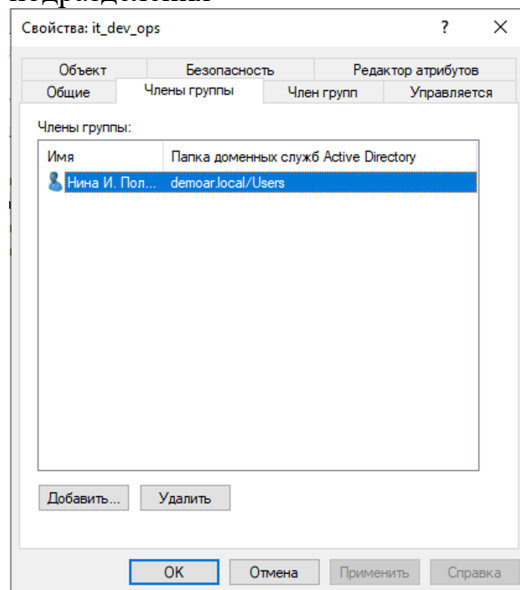 Свойства: it_dev_ops ? ×
Объект Безопасность Редактор атрибутов
Общие Члены группы Член групп Управляется
Члены группы:
Имя Папка доменных служб Active Directory
Нина И. Пол... demoar.local/Users
Добавить... Удалить
OK Отмена Применить Справка